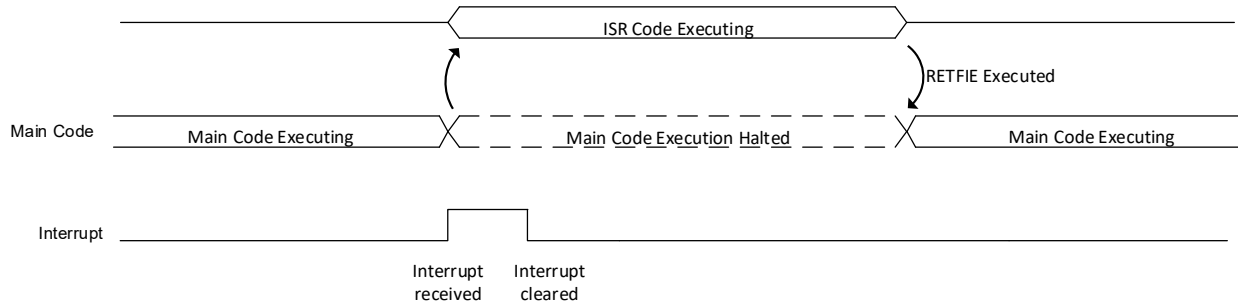 ISR Code Executing
RETFIE Executed
Main Code
Main Code Executing
Main Code Execution Halted
Main Code Executing
Interrupt
Interrupt
received
Interrupt
cleared